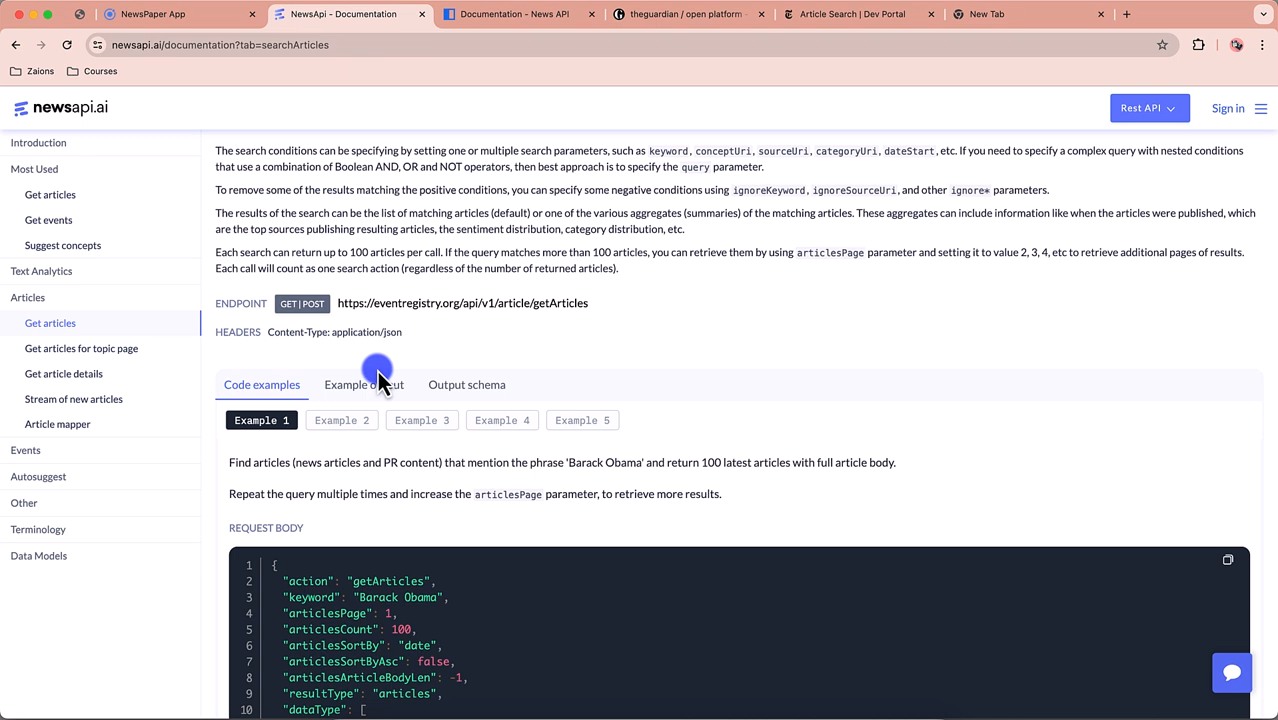 NewsPaper App
NewsApi - Documentation
Documentation - News API
theguardian / open platform
Article Search | Dev Portal
New Tab
newsapi.ai/documentation?tab=searchArticles
Zaions
Courses
newsapi.ai
Rest API
Sign in
Introduction
Most Used
Get articles
Get events
Suggest concepts
Text Analytics
Articles
Get articles
Get articles for topic page
Get article details
Stream of new articles
Article mapper
Events
Autosuggest
Other
Terminology
Data Models
The search conditions can be specifying by setting one or multiple search parameters, such as keyword, conceptUri, sourceUri, categoryUri, dateStart, etc. If you need to specify a complex query with nested conditions
that use a combination of Boolean AND, OR and NOT operators, then best approach is to specify the query parameter.
To remove some of the results matching the positive conditions, you can specify some negative conditions using ignoreKeyword, ignoreSourceUri, and other ignore* parameters.
The results of the search can be the list of matching articles (default) or one of the various aggregates (summaries) of the matching articles. These aggregates can include information like when the articles were published, which
are the top sources publishing resulting articles, the sentiment distribution, category distribution, etc.
Each search can return up to 100 articles per call. If the query matches more than 100 articles, you can retrieve them by using articlesPage parameter and setting it to value 2, 3, 4, etc to retrieve additional pages of results.
Each call will count as one search action (regardless of the number of returned articles).
ENDPOINT GET | POST https://eventregistry.org/api/v1/article/getArticles
HEADERS Content-Type: application/json
Code examples Example Output schema
Example 1 Example 2 Example 3 Example 4 Example 5
Find articles (news articles and PR content) that mention the phrase 'Barack Obama' and return 100 latest articles with full article body.
Repeat the query multiple times and increase the articlesPage parameter, to retrieve more results.
REQUEST BODY
1 {
2 "action": "getArticles",
3 "keyword": "Barack Obama",
4 "articlesPage": 1,
5 "articlesCount": 100,
6 "articlesSortBy": "date",
7 "articlesSortByAsc": false,
8 "articlesArticleBodyLen": -1,
9 "resultType": "articles",
10 "dataType": [